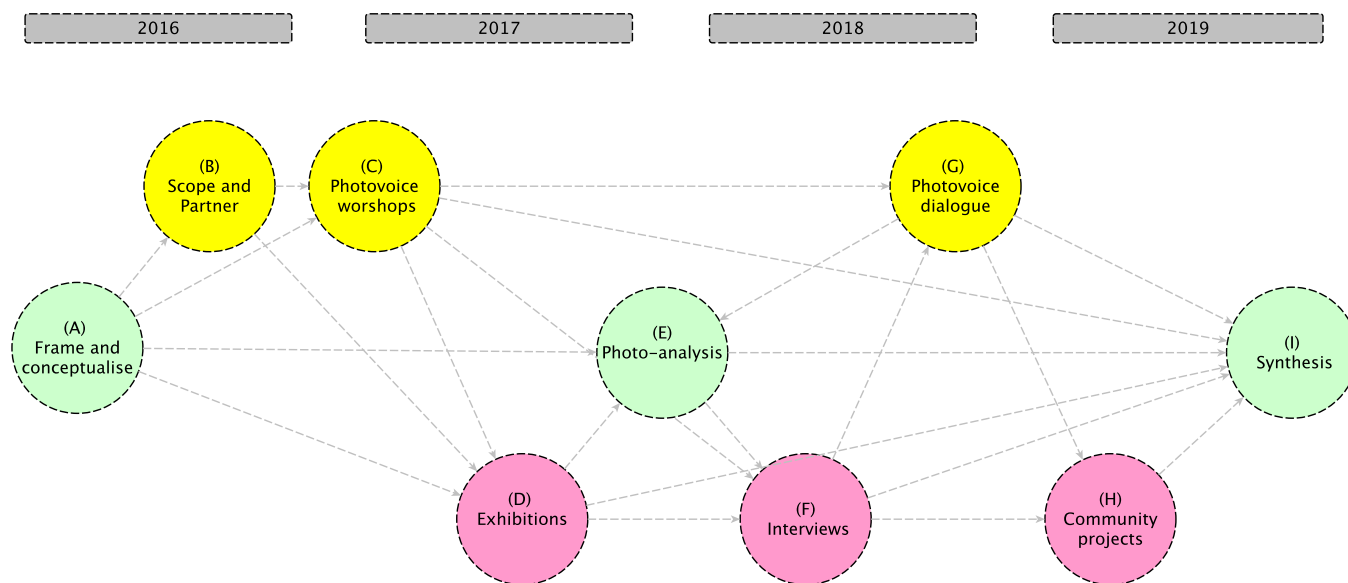 2016
2017
2018
2019
(B)
Scope and
Partner
(C)
Photovoice
worshops
(G)
Photovoice
dialogue
(A)
Frame and
conceptualise
(E)
Photo-analysis
(I)
Synthesis
(D)
Exhibitions
(F)
Interviews
(H)
Community
projects